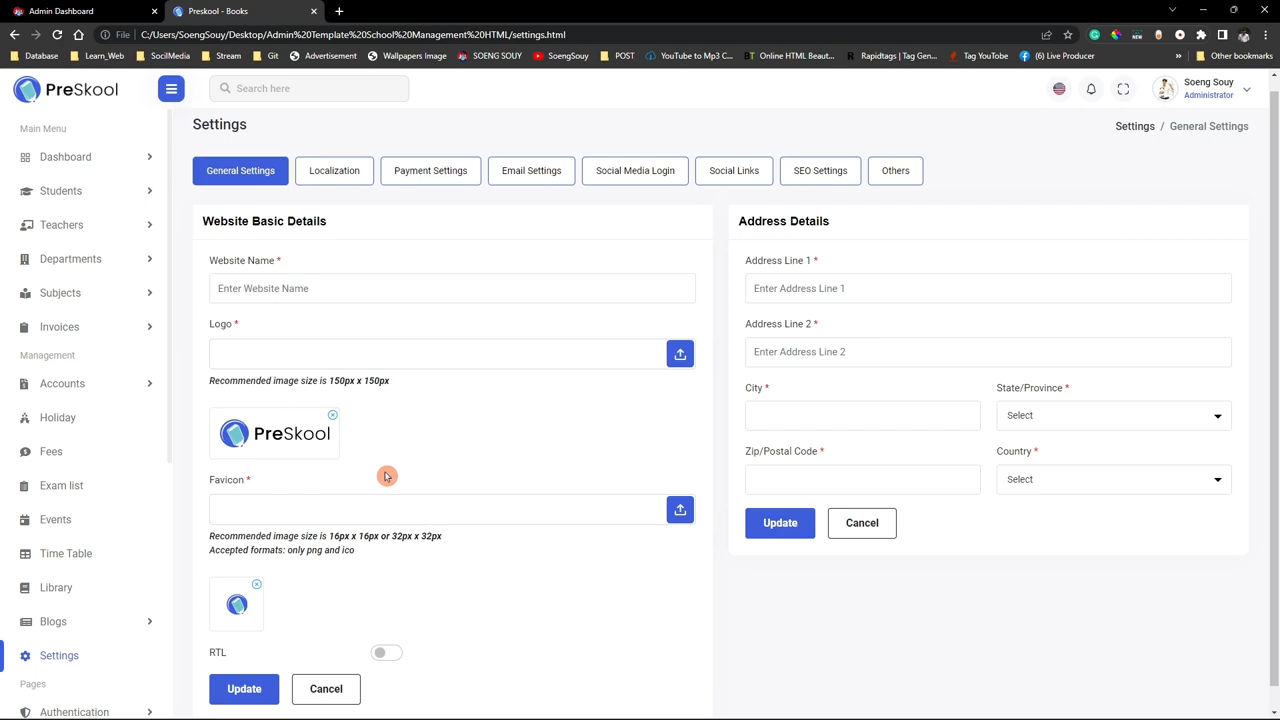 Admin Dashboard
Preskool - Books
File
C:/Users/SoengSouy/Desktop/Admin%20Template%20School%20Management%20HTML/settings.html
Database
Learn_Web
SocilMedia
Stream
Git
Advertisement
Wallpapers Image
SOENG SOUY
SoengSouy
POST
YouTube to Mp3 C...
BT Online HTML Beaut...
Rapidtags | Tag Gen...
Tag YouTube
(6) Live Producer
»
Other bookmarks
PreSkool
Search here
Soeng Souy
Administrator
Main Menu
Dashboard
Students
Teachers
Departments
Subjects
Invoices
Management
Accounts
Holiday
Fees
Exam list
Events
Time Table
Library
Blogs
Settings
Pages
Authentication
Settings
Settings / General Settings
General Settings
Localization
Payment Settings
Email Settings
Social Media Login
Social Links
SEO Settings
Others
Website Basic Details
Website Name *
Enter Website Name
Logo *
Recommended image size is 150px x 150px
PreSkool
Favicon *
Recommended image size is 16px x 16px or 32px x 32px
Accepted formats: only png and ico
RTL
Update
Cancel
Address Details
Address Line 1 *
Enter Address Line 1
Address Line 2 *
Enter Address Line 2
City *
State/Province *
Select
Zip/Postal Code *
Country *
Select
Update
Cancel